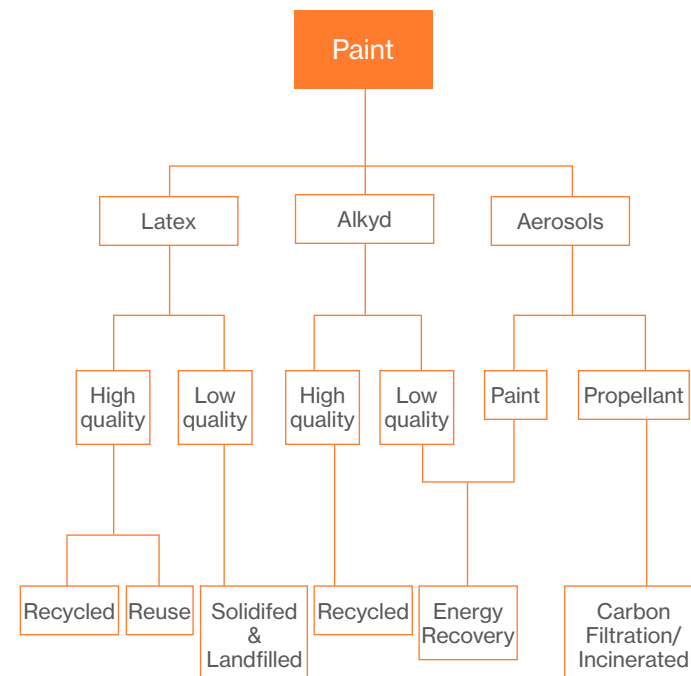 Paint
Latex
Alkyd
Aerosols
High
quality
Low
quality
High
quality
Low
quality
Paint
Propellant
Recycled
Reuse
Solidifed
&
Landfilled
Recycled
Energy
Recovery
Carbon
Filtration/
Incinerated